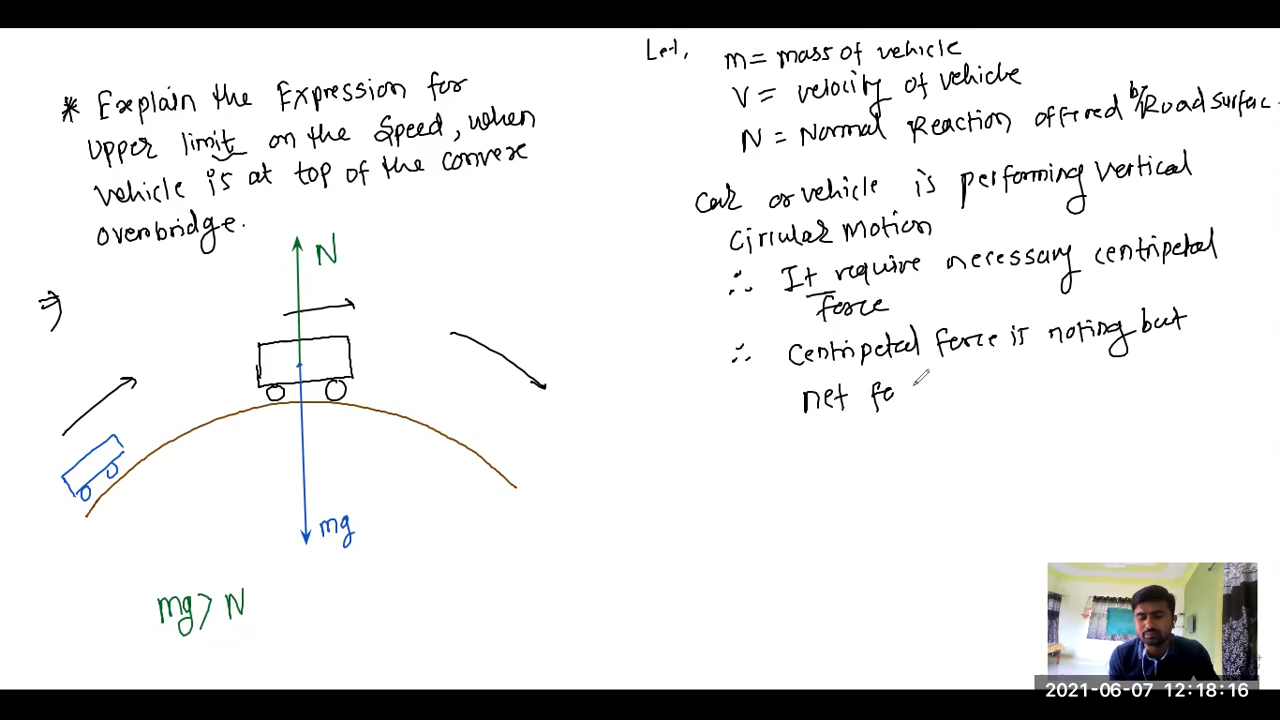 * Explain the Expression for
Upper limit on the Speed, when
vehicle is at top of the convex
overbridge.
⇒
N
mg
mg > N
Let,
m = mass of vehicle
V = velocity of vehicle
N = Normal Reaction offered by Road surfac
Car or vehicle is performing vertical
Circular Motion
∴ It require necessary centripetal
force
∴ Centripetal force is noting but
net fo
2021-06-07 12:18:16